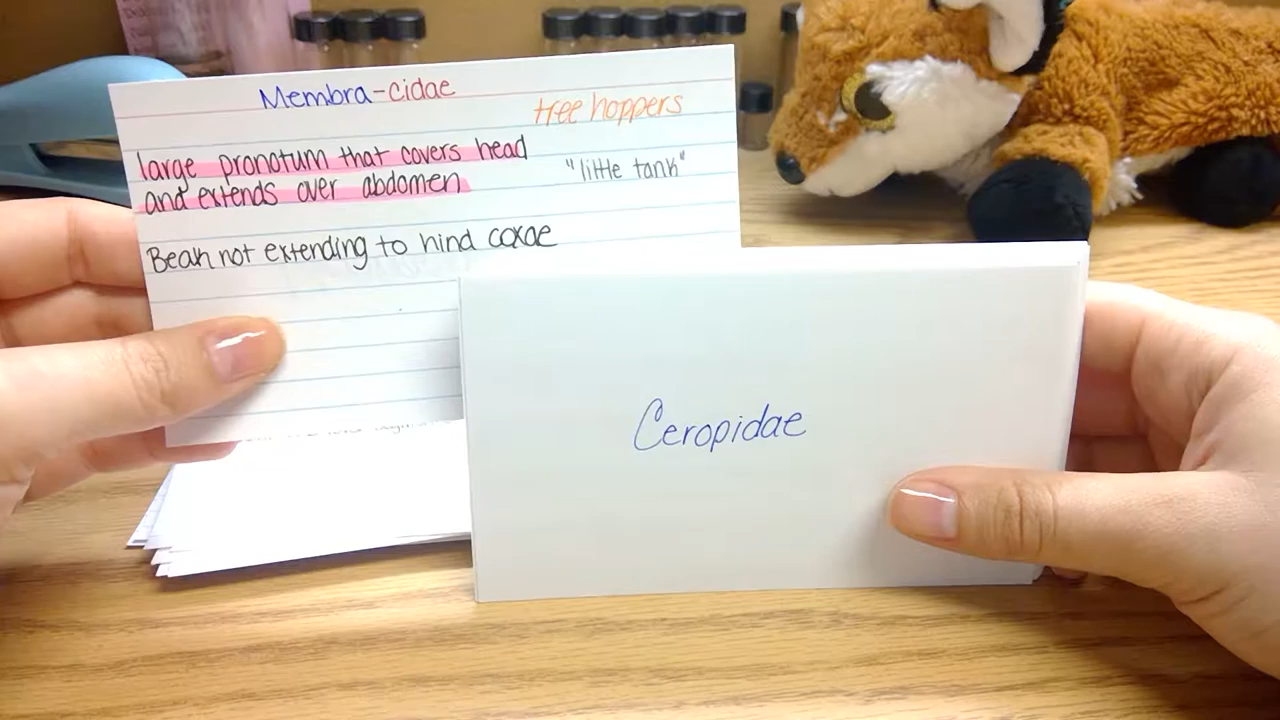 Membra-cidae
tree hoppers
large pronotum that covers head
and extends over abdomen
"little tank"
Beak not extending to hind coxae
Ceropidae